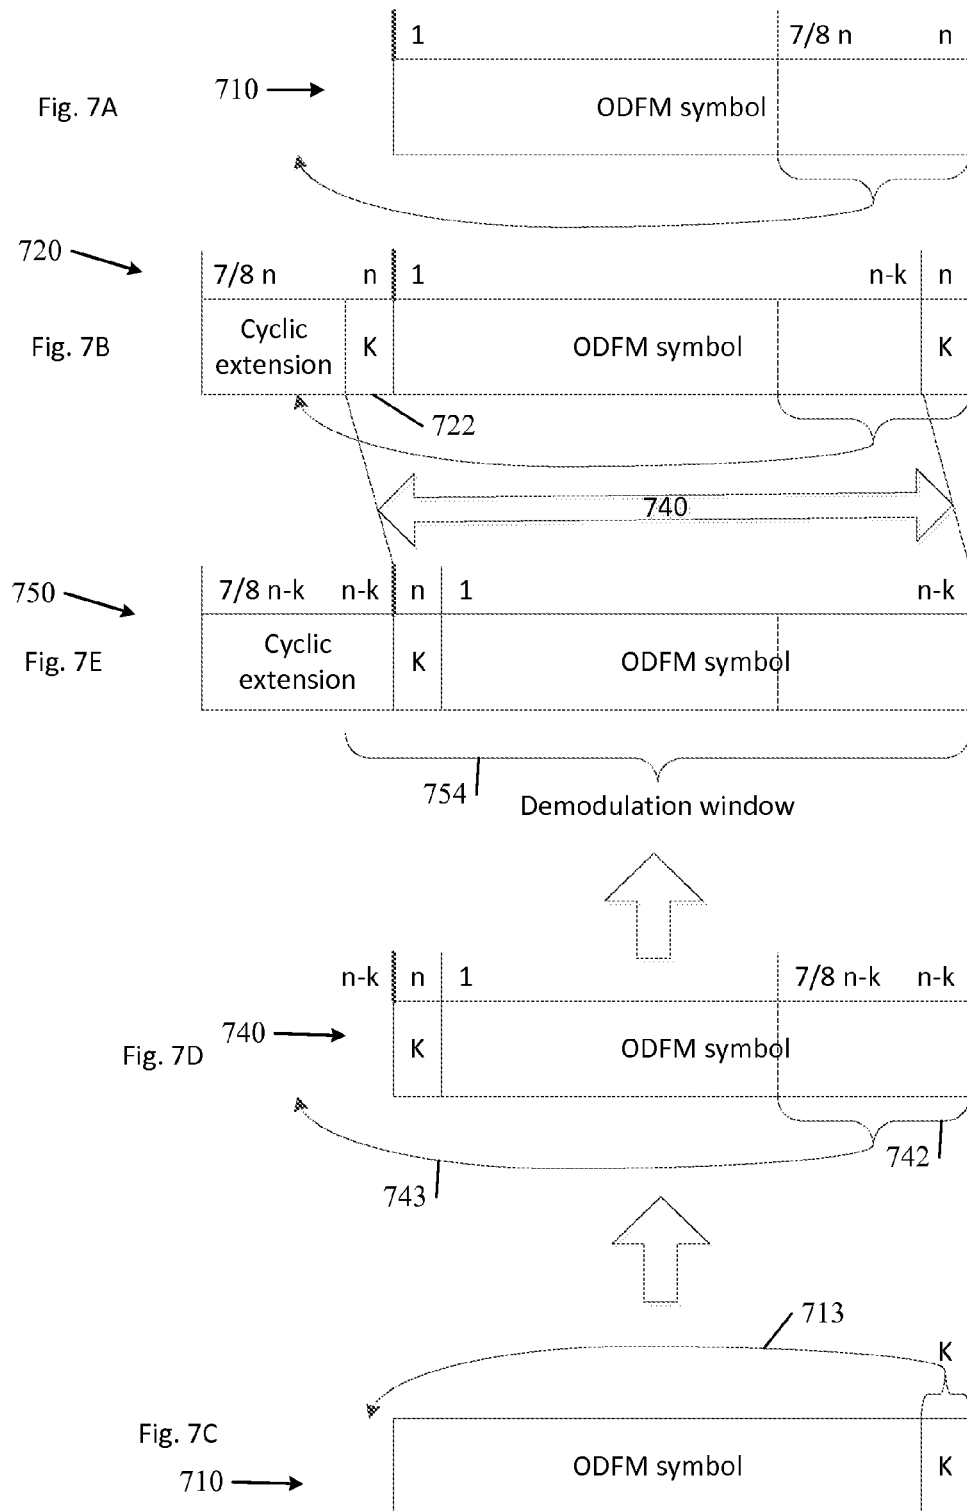 1 7/8 n n
710
Fig. 7A
ODFM symbol
720
7/8 n n 1 n-k n
Fig. 7B
Cyclic extension
K
ODFM symbol
K
722
740
750
7/8 n-k n-k n 1 n-k
Fig. 7E
Cyclic extension
K
ODFM symbol
754
Demodulation window
n-k n 1 7/8 n-k n-k
740
Fig. 7D
K
ODFM symbol
742
743
713
K
Fig. 7C
710
ODFM symbol
K